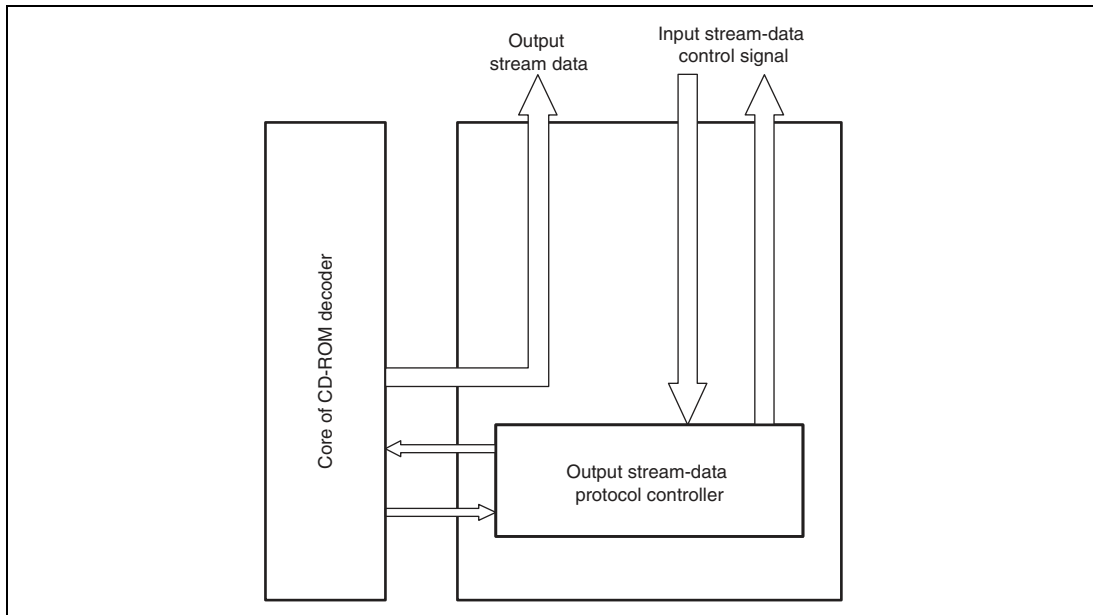 Output
stream data
Input stream-data
control signal
Core of CD-ROM decoder
Output stream-data
protocol controller